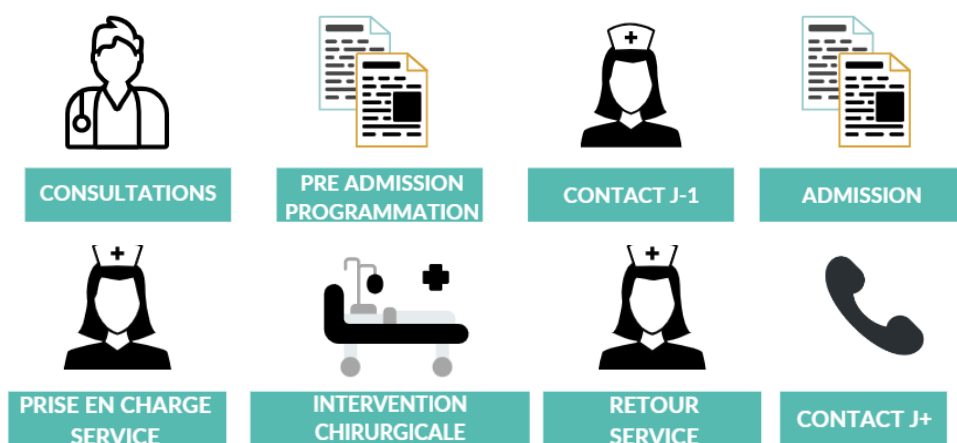 CONSULTATIONS
PRE ADMISSION
PROGRAMMATION
CONTACT J-1
ADMISSION
PRISE EN CHARGE
SERVICE
INTERVENTION
CHIRURGICALE
RETOUR
SERVICE
CONTACT J+